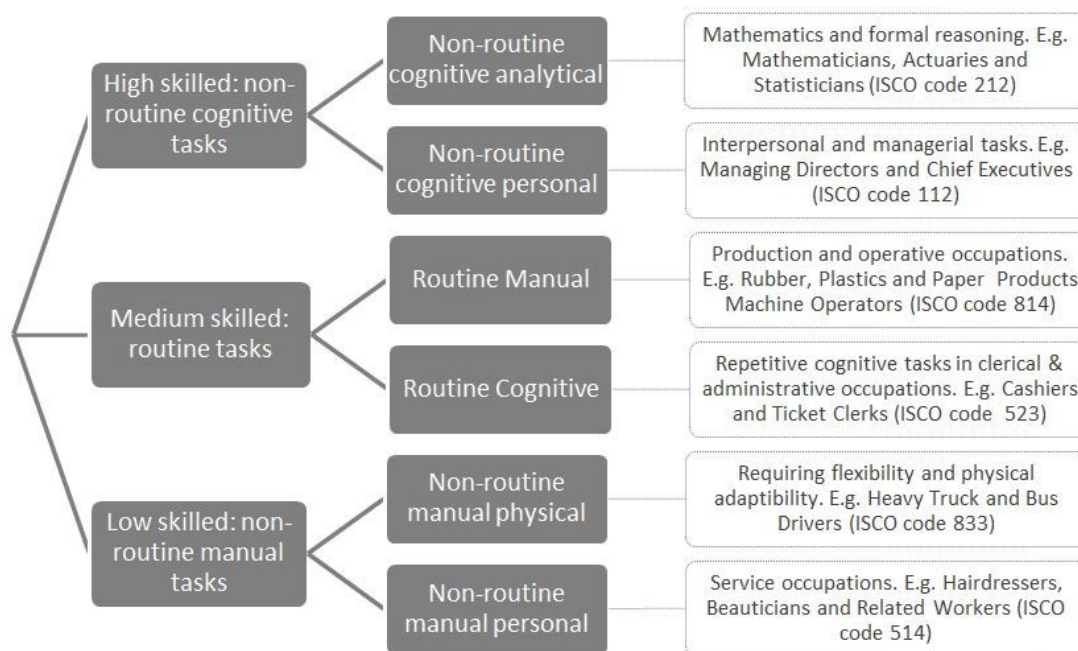 High skilled: non-
routine cognitive
tasks
Non-routine
cognitive analytical
Mathematics and formal reasoning. E.g.
Mathematicians, Actuaries and
Statisticians (ISCO code 212)
Non-routine
cognitive personal
Interpersonal and managerial tasks. E.g.
Managing Directors and Chief Executives
(ISCO code 112)
Medium skilled:
routine tasks
Routine Manual
Production and operative occupations.
E.g. Rubber, Plastics and Paper Products
Machine Operators (ISCO code 814)
Routine Cognitive
Repetitive cognitive tasks in clerical &
administrative occupations. E.g. Cashiers
and Ticket Clerks (ISCO code 523)
Low skilled: non-
routine manual
tasks
Non-routine
manual physical
Requiring flexibility and physical
adaptibility. E.g. Heavy Truck and Bus
Drivers (ISCO code 833)
Non-routine
manual personal
Service occupations. E.g. Hairdressers,
Beauticians and Related Workers (ISCO
code 514)